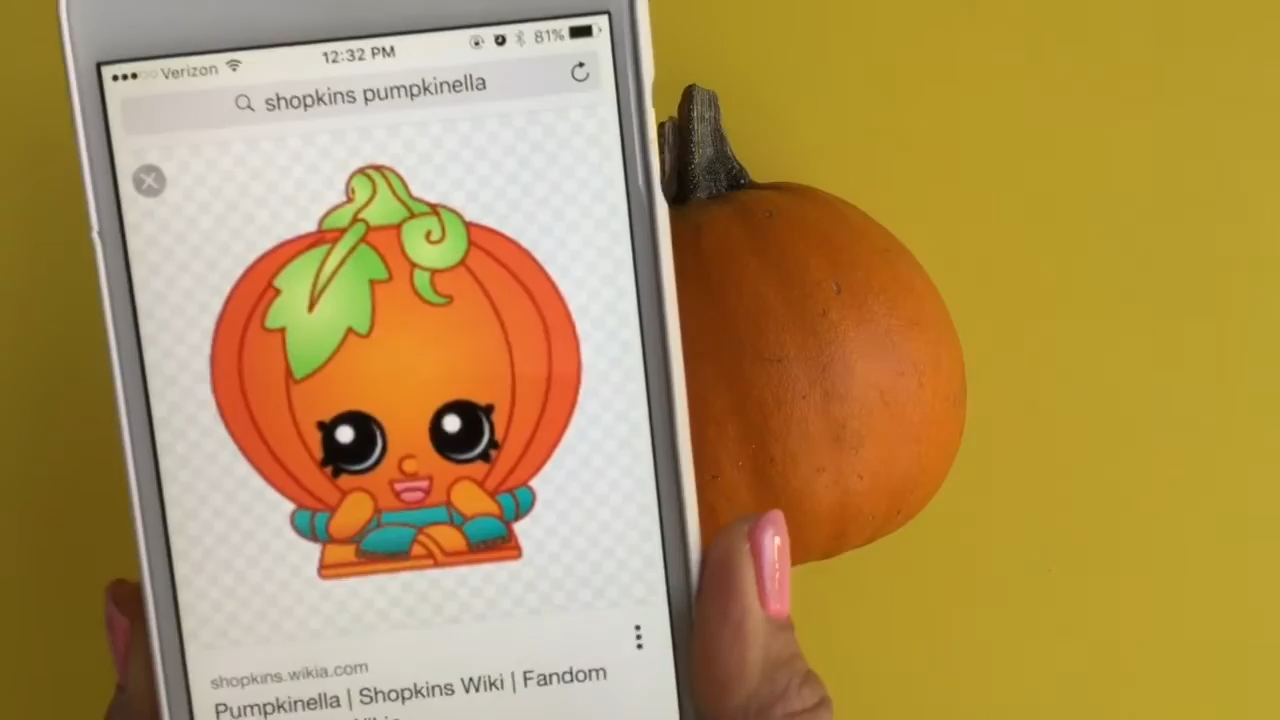 Verizon 12:32 PM 81%
shopkins pumpkinella
shopkins.wikia.com
Pumpkinella | Shopkins Wiki | Fandom